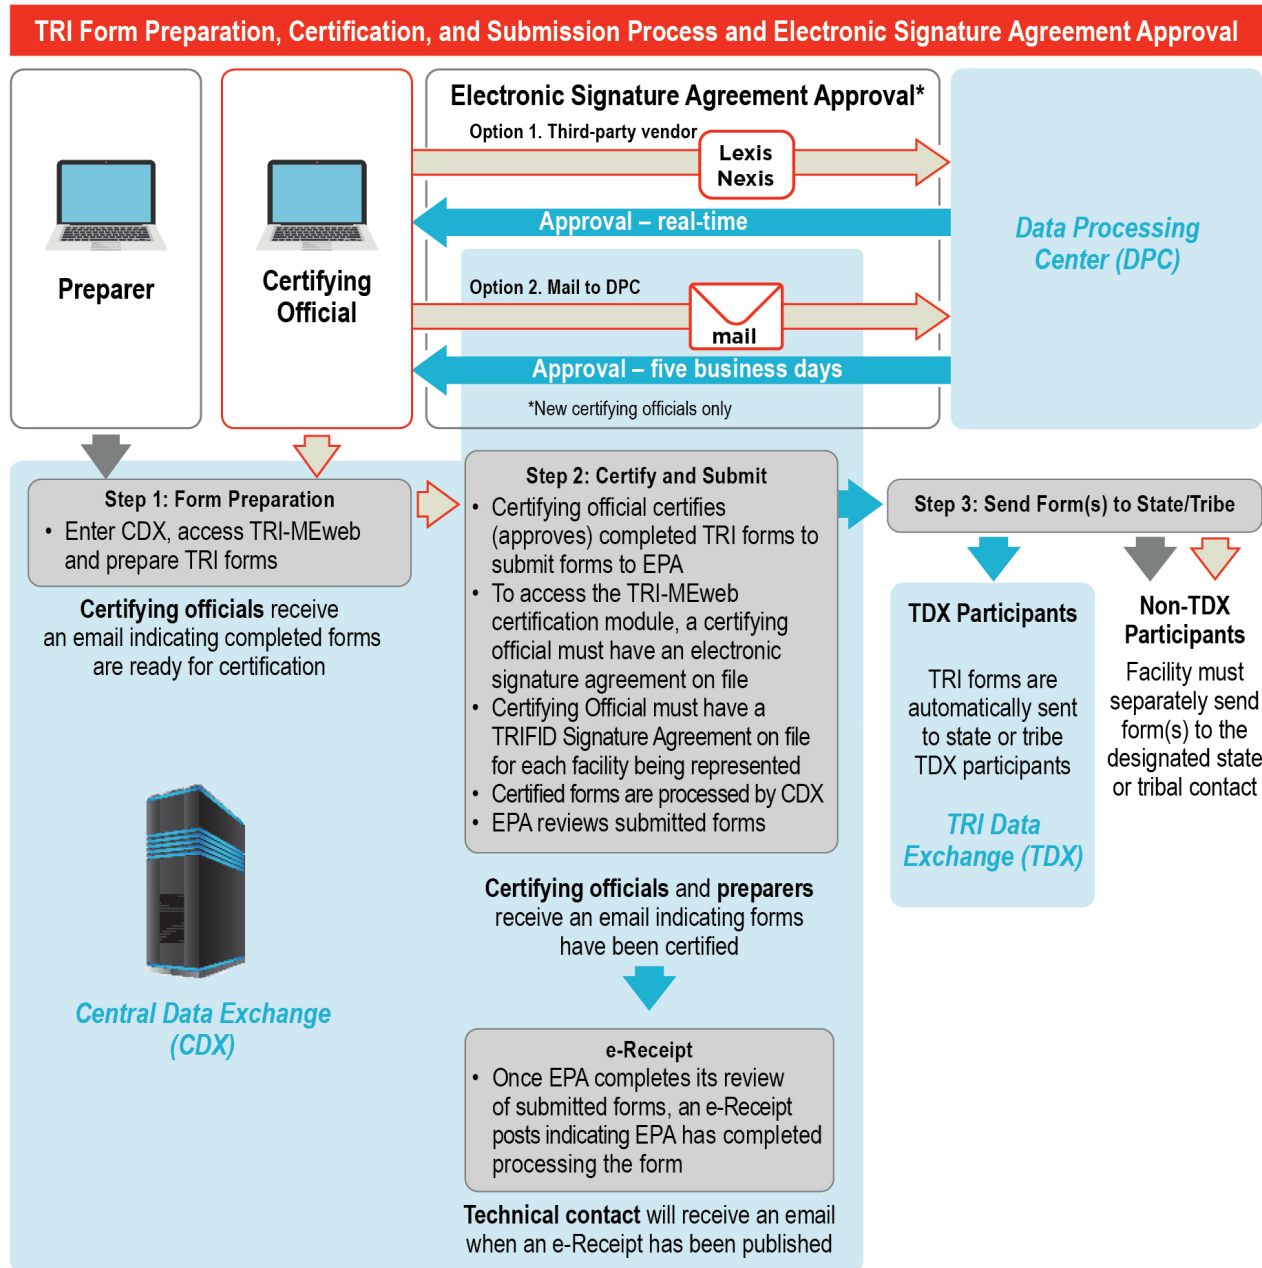 TRI Form Preparation, Certification, and Submission Process and Electronic Signature Agreement Approval
Preparer
Certifying
Official
Electronic Signature Agreement Approval*
Option 1. Third-party vendor
Lexis
Nexis
Approval – real-time
Option 2. Mail to DPC
mail
Approval – five business days
*New certifying officials only
Data Processing
Center (DPC)
Step 1: Form Preparation
• Enter CDX, access TRI-MEweb
and prepare TRI forms
Certifying officials receive
an email indicating completed forms
are ready for certification
Central Data Exchange
(CDX)
Step 2: Certify and Submit
• Certifying official certifies
(approves) completed TRI forms to
submit forms to EPA
• To access the TRI-MEweb
certification module, a certifying
official must have an electronic
signature agreement on file
• Certifying Official must have a
TRIFID Signature Agreement on file
for each facility being represented
• Certified forms are processed by CDX
• EPA reviews submitted forms
Certifying officials and preparers
receive an email indicating forms
have been certified
e-Receipt
• Once EPA completes its review
of submitted forms, an e-Receipt
posts indicating EPA has completed
processing the form
Technical contact will receive an email
when an e-Receipt has been published
Step 3: Send Form(s) to State/Tribe
TDX Participants
TRI forms are
automatically sent
to state or tribe
TDX participants
TRI Data
Exchange (TDX)
Non-TDX
Participants
Facility must
separately send
form(s) to the
designated state
or tribal contact